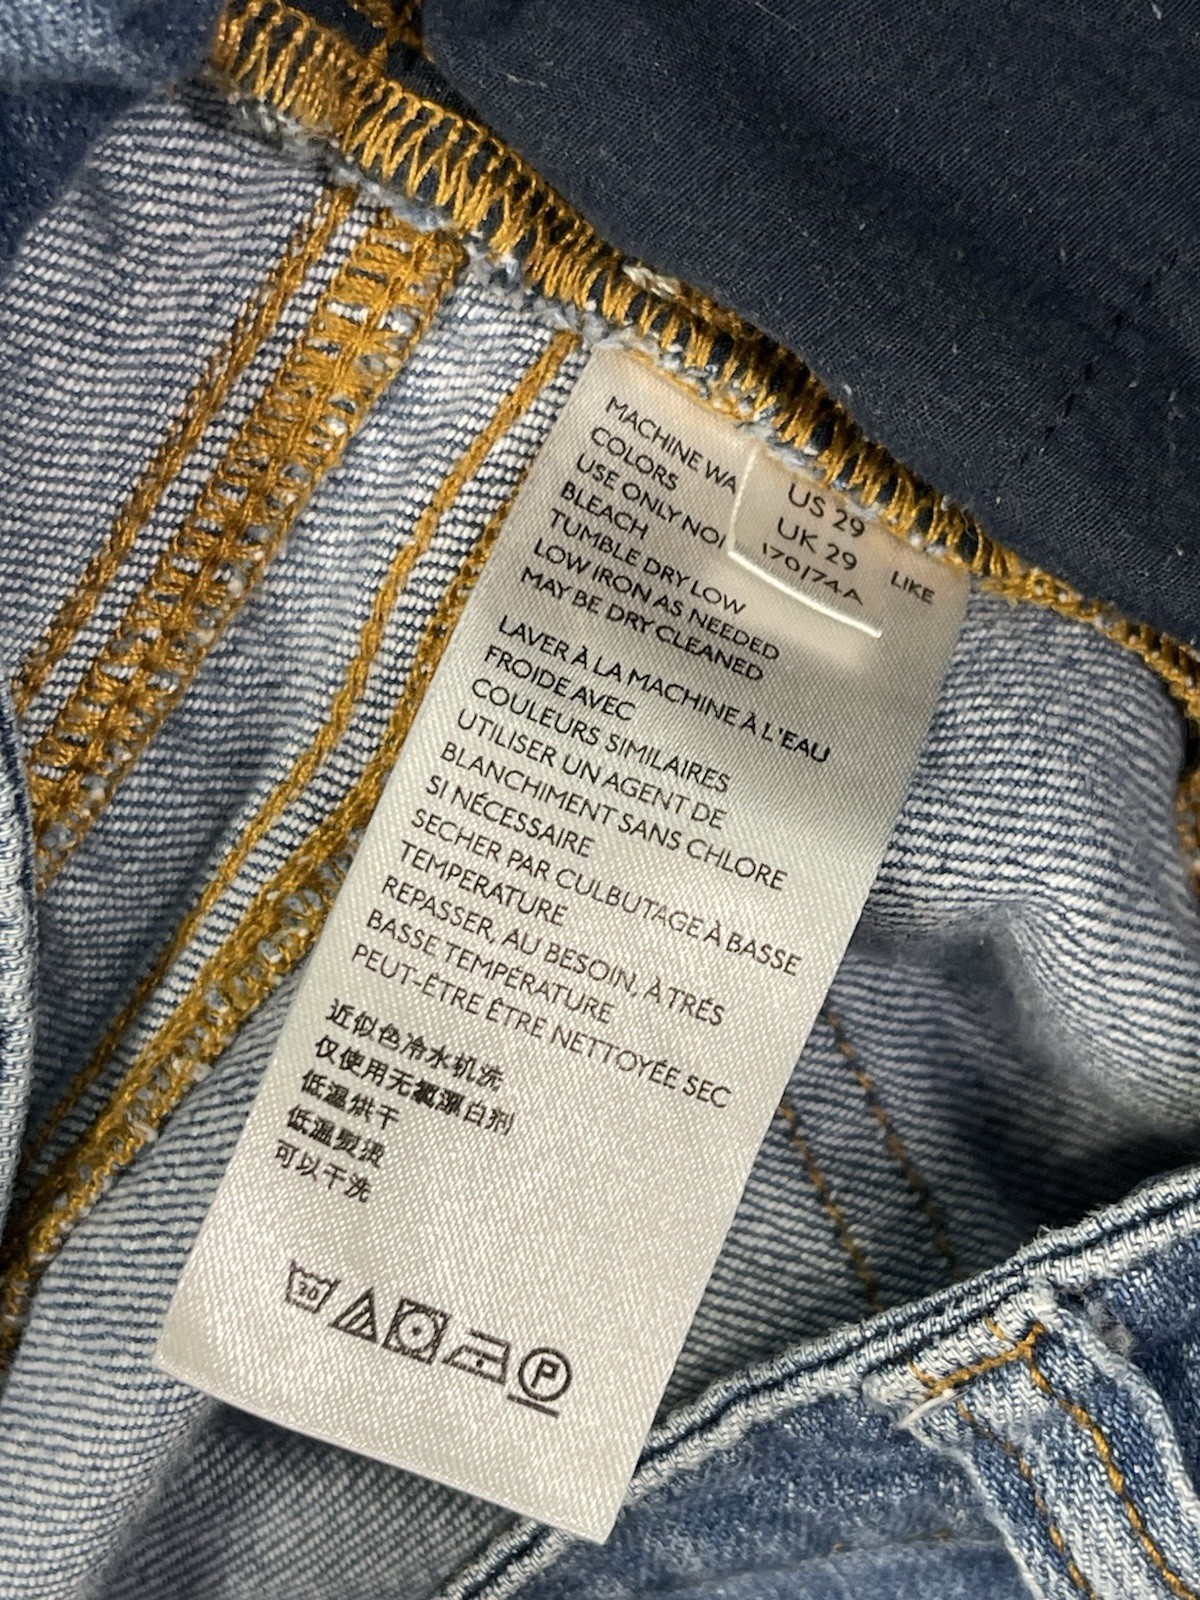 MACHINE WA
COLORS LIKE
USE ONLY NO
BLEACH
TUMBLE DRY LOW
LOW IRON AS NEEDED
MAY BE DRY CLEANED
US 29
UK 29
170/74A
LAVER À LA MACHINE À L'EAU
FROIDE AVEC
COULEURS SIMILAIRES
UTILISER UN AGENT DE
BLANCHIMENT SANS CHLORE
SI NÉCESSAIRE
SECHER PAR CULBUTAGE À BASSE
TEMPERATURE
REPASSER, AU BESOIN, À TRÉS
BASSE TEMPÉRATURE
PEUT-ÊTRE ÊTRE NETTOYÉE SEC
近似色冷水机洗
仅使用无氯漂白剂
低温烘干
低温熨烫
可以干洗
30
P